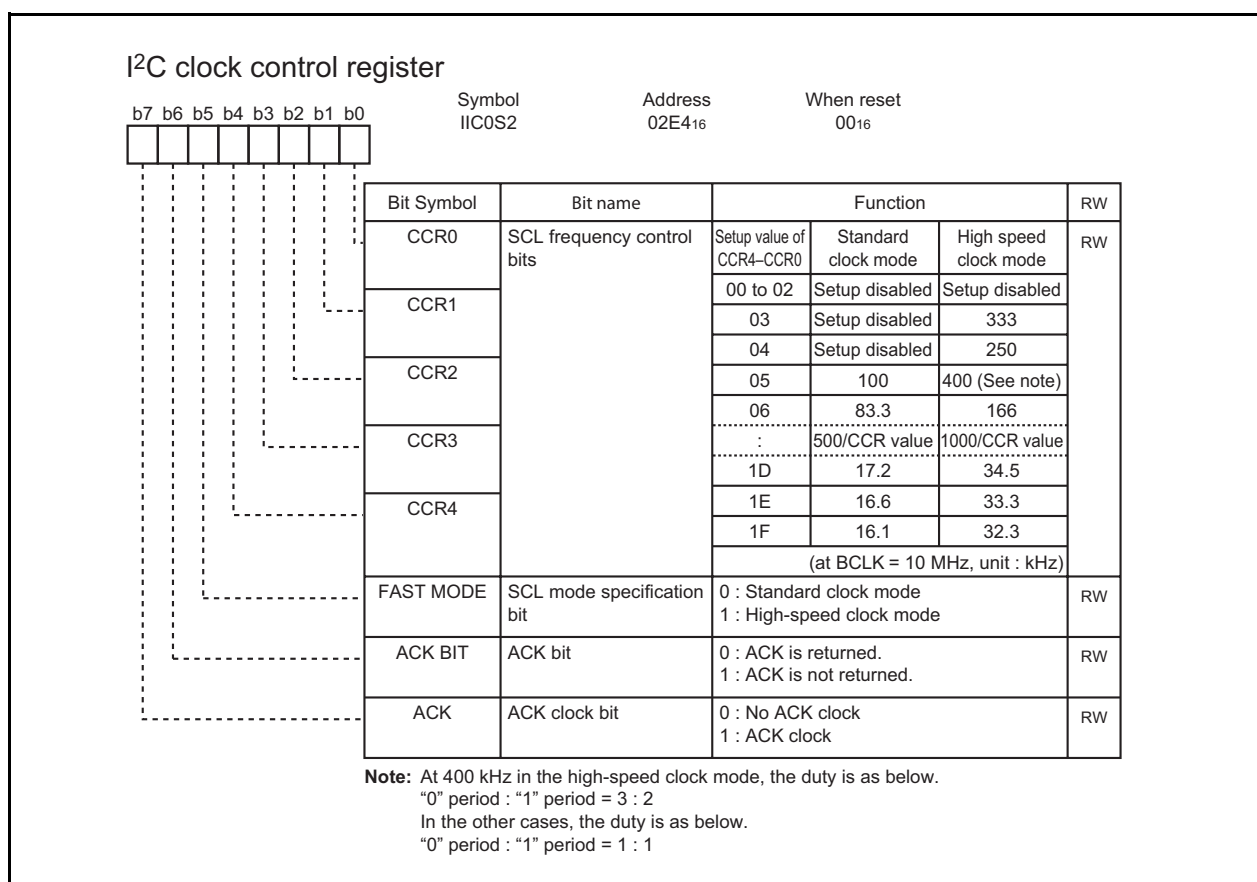 I2C clock control register
b7 b6 b5 b4 b3 b2 b1 b0
Symbol Address When reset
IIC0S2 02E416 0016
Bit Symbol Bit name Function RW
CCR0 SCL frequency control bits Setup value of CCR4–CCR0 Standard clock mode High speed clock mode RW
00 to 02 Setup disabled Setup disabled
CCR1
03 Setup disabled 333
04 Setup disabled 250
CCR2
05 100 400 (See note)
06 83.3 166
CCR3
: 500/CCR value 1000/CCR value
1D 17.2 34.5
CCR4
1E 16.6 33.3
1F 16.1 32.3
(at BCLK = 10 MHz, unit : kHz)
FAST MODE SCL mode specification bit 0 : Standard clock mode RW
1 : High-speed clock mode
ACK BIT ACK bit 0 : ACK is returned. RW
1 : ACK is not returned.
ACK ACK clock bit 0 : No ACK clock RW
1 : ACK clock
Note: At 400 kHz in the high-speed clock mode, the duty is as below.
“0” period : “1” period = 3 : 2
In the other cases, the duty is as below.
“0” period : “1” period = 1 : 1